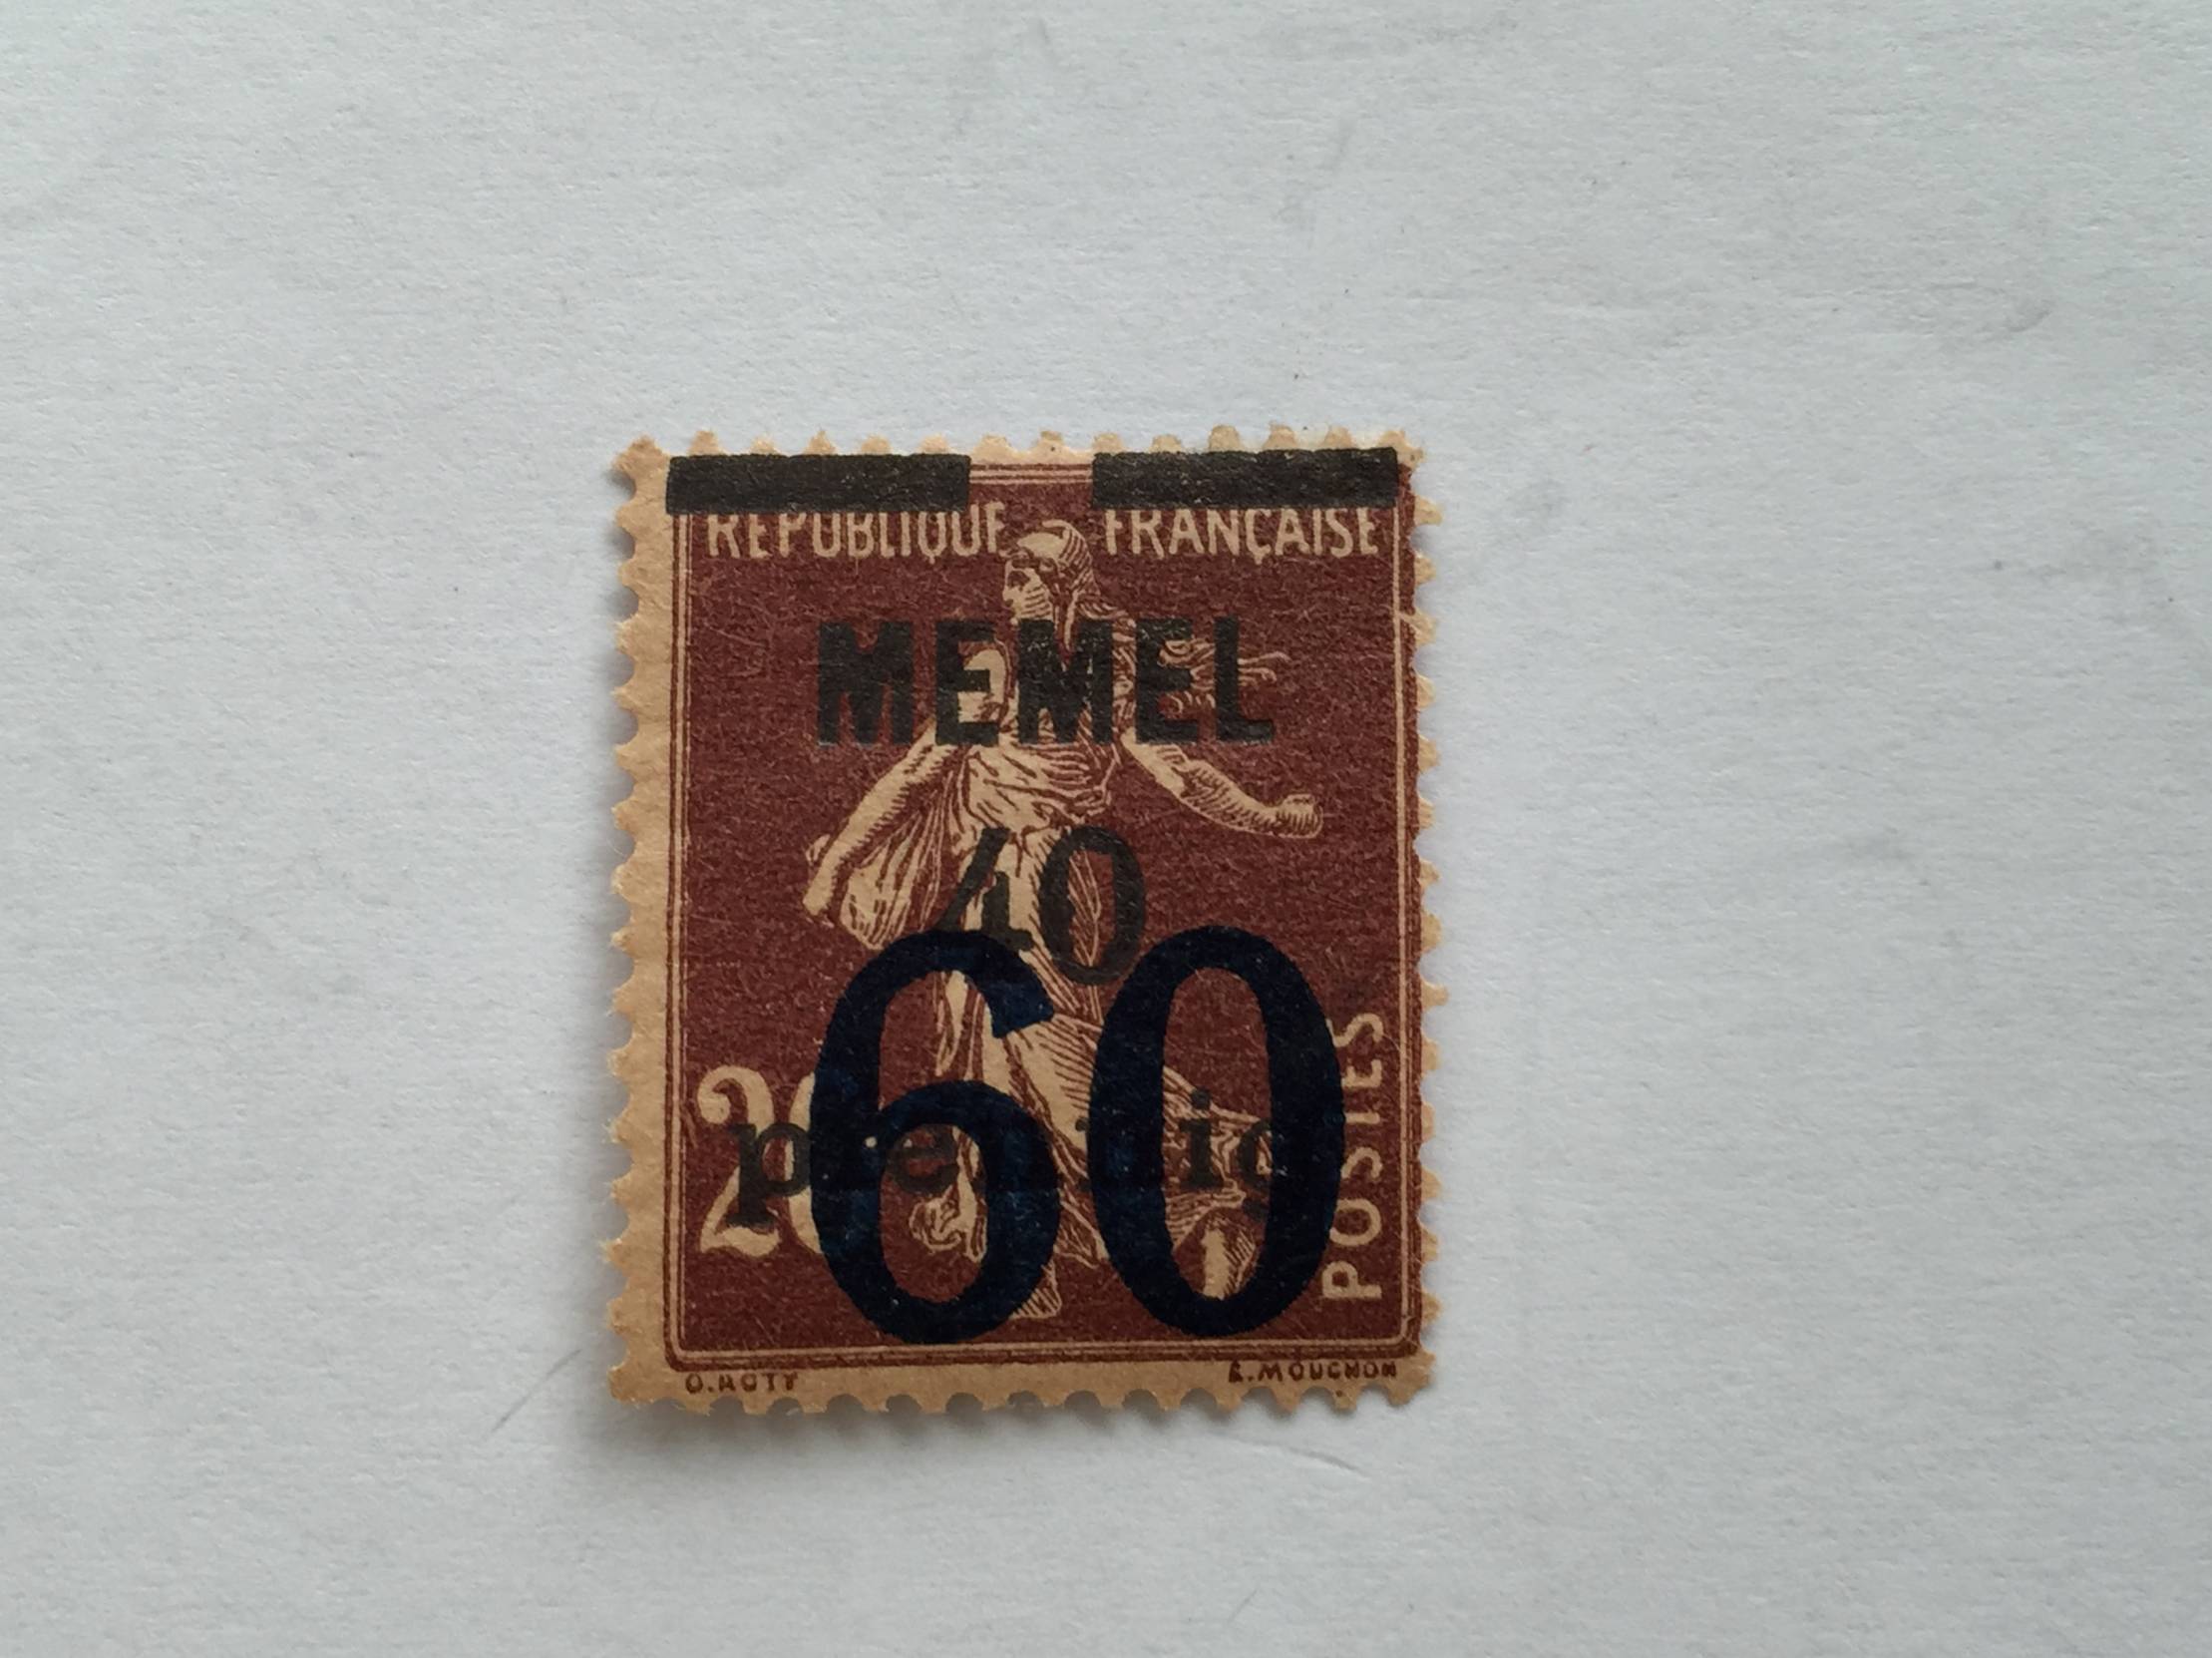 REPUBLIQUE FRANÇAISE
MEMEL
40
60
POSTES
O. ROTY
E. MOUCHON